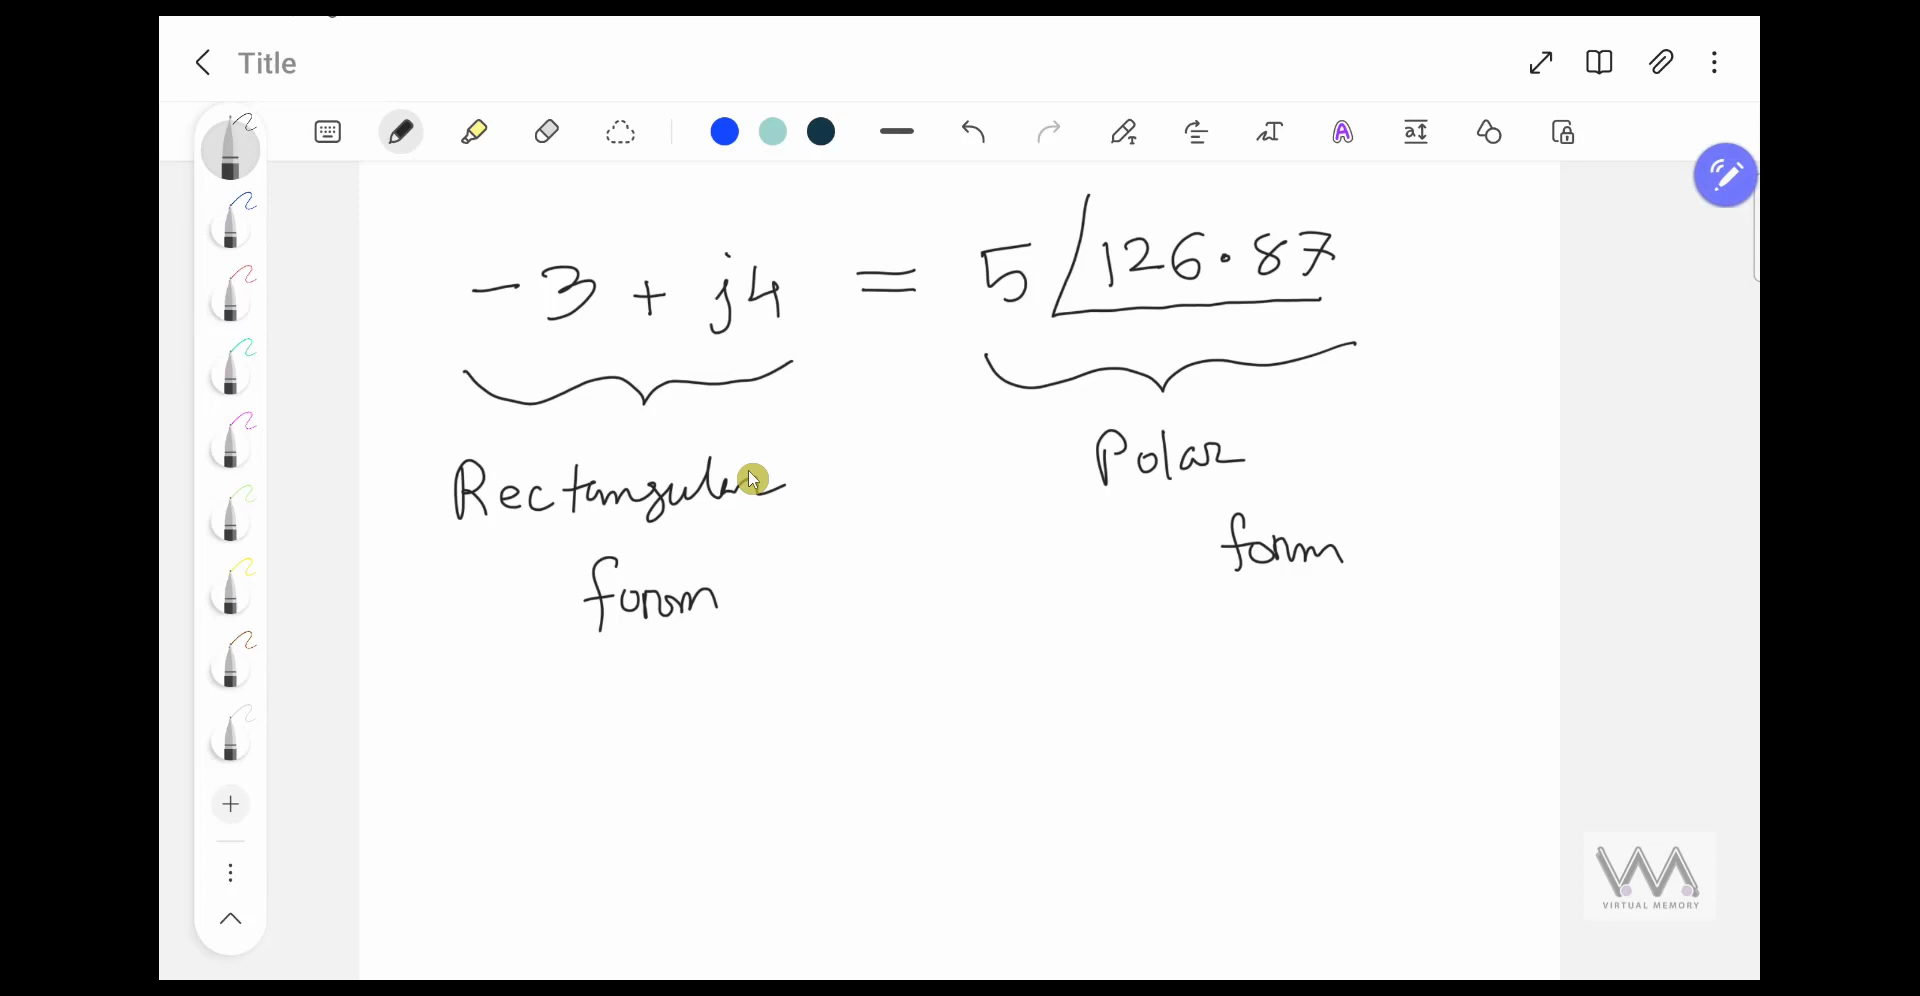 Title
-3 + j4 = 5∠126.87
Rectangular
form
Polar
form
VIRTUAL MEMORY